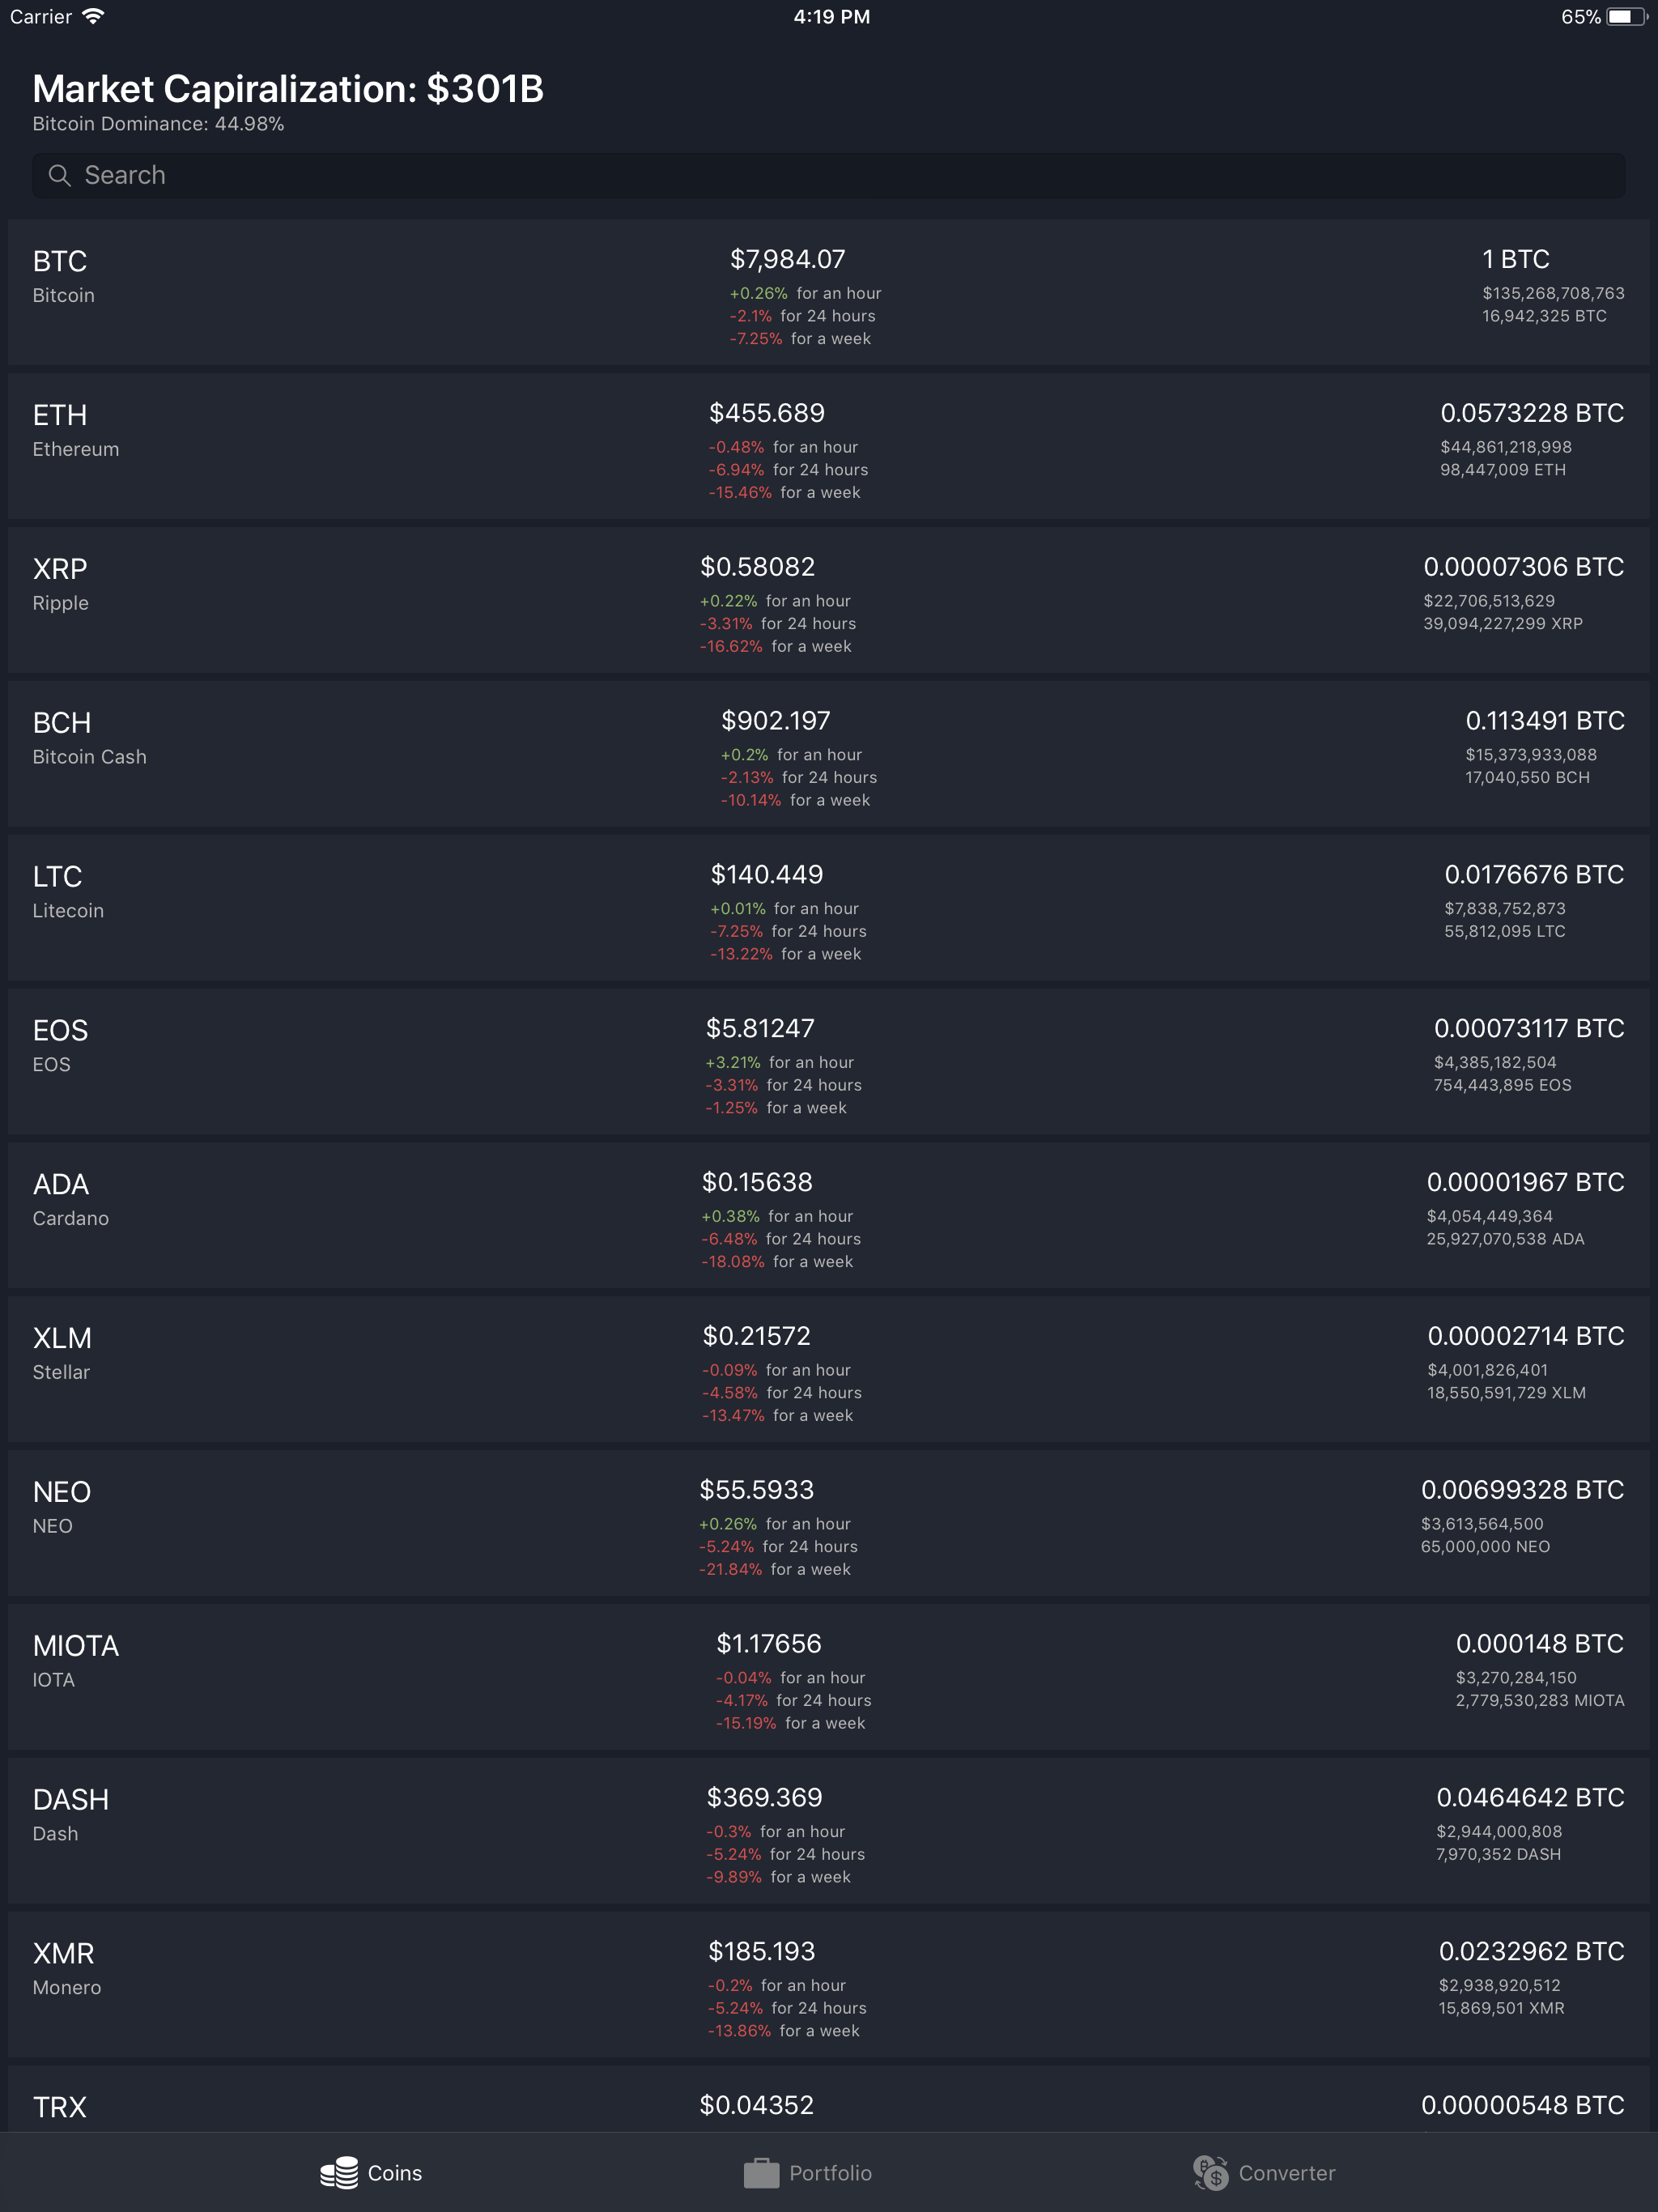 Carrier 4:19 PM 65%
Market Capiralization: $301B
Bitcoin Dominance: 44.98%
Search
BTC $7,984.07 1 BTC
Bitcoin +0.26% for an hour $135,268,708,763
-2.1% for 24 hours 16,942,325 BTC
-7.25% for a week
ETH $455.689 0.0573228 BTC
Ethereum -0.48% for an hour $44,861,218,998
-6.94% for 24 hours 98,447,009 ETH
-15.46% for a week
XRP $0.58082 0.00007306 BTC
Ripple +0.22% for an hour $22,706,513,629
-3.31% for 24 hours 39,094,227,299 XRP
-16.62% for a week
BCH $902.197 0.113491 BTC
Bitcoin Cash +0.2% for an hour $15,373,933,088
-2.13% for 24 hours 17,040,550 BCH
-10.14% for a week
LTC $140.449 0.0176676 BTC
Litecoin +0.01% for an hour $7,838,752,873
-7.25% for 24 hours 55,812,095 LTC
-13.22% for a week
EOS $5.81247 0.00073117 BTC
EOS +3.21% for an hour $4,385,182,504
-3.31% for 24 hours 754,443,895 EOS
-1.25% for a week
ADA $0.15638 0.00001967 BTC
Cardano +0.38% for an hour $4,054,449,364
-6.48% for 24 hours 25,927,070,538 ADA
-18.08% for a week
XLM $0.21572 0.00002714 BTC
Stellar -0.09% for an hour $4,001,826,401
-4.58% for 24 hours 18,550,591,729 XLM
-13.47% for a week
NEO $55.5933 0.00699328 BTC
NEO +0.26% for an hour $3,613,564,500
-5.24% for 24 hours 65,000,000 NEO
-21.84% for a week
MIOTA $1.17656 0.000148 BTC
IOTA -0.04% for an hour $3,270,284,150
-4.17% for 24 hours 2,779,530,283 MIOTA
-15.19% for a week
DASH $369.369 0.0464642 BTC
Dash -0.3% for an hour $2,944,000,808
-5.24% for 24 hours 7,970,352 DASH
-9.89% for a week
XMR $185.193 0.0232962 BTC
Monero -0.2% for an hour $2,938,920,512
-5.24% for 24 hours 15,869,501 XMR
-13.86% for a week
TRX $0.04352 0.00000548 BTC
Coins Portfolio Converter